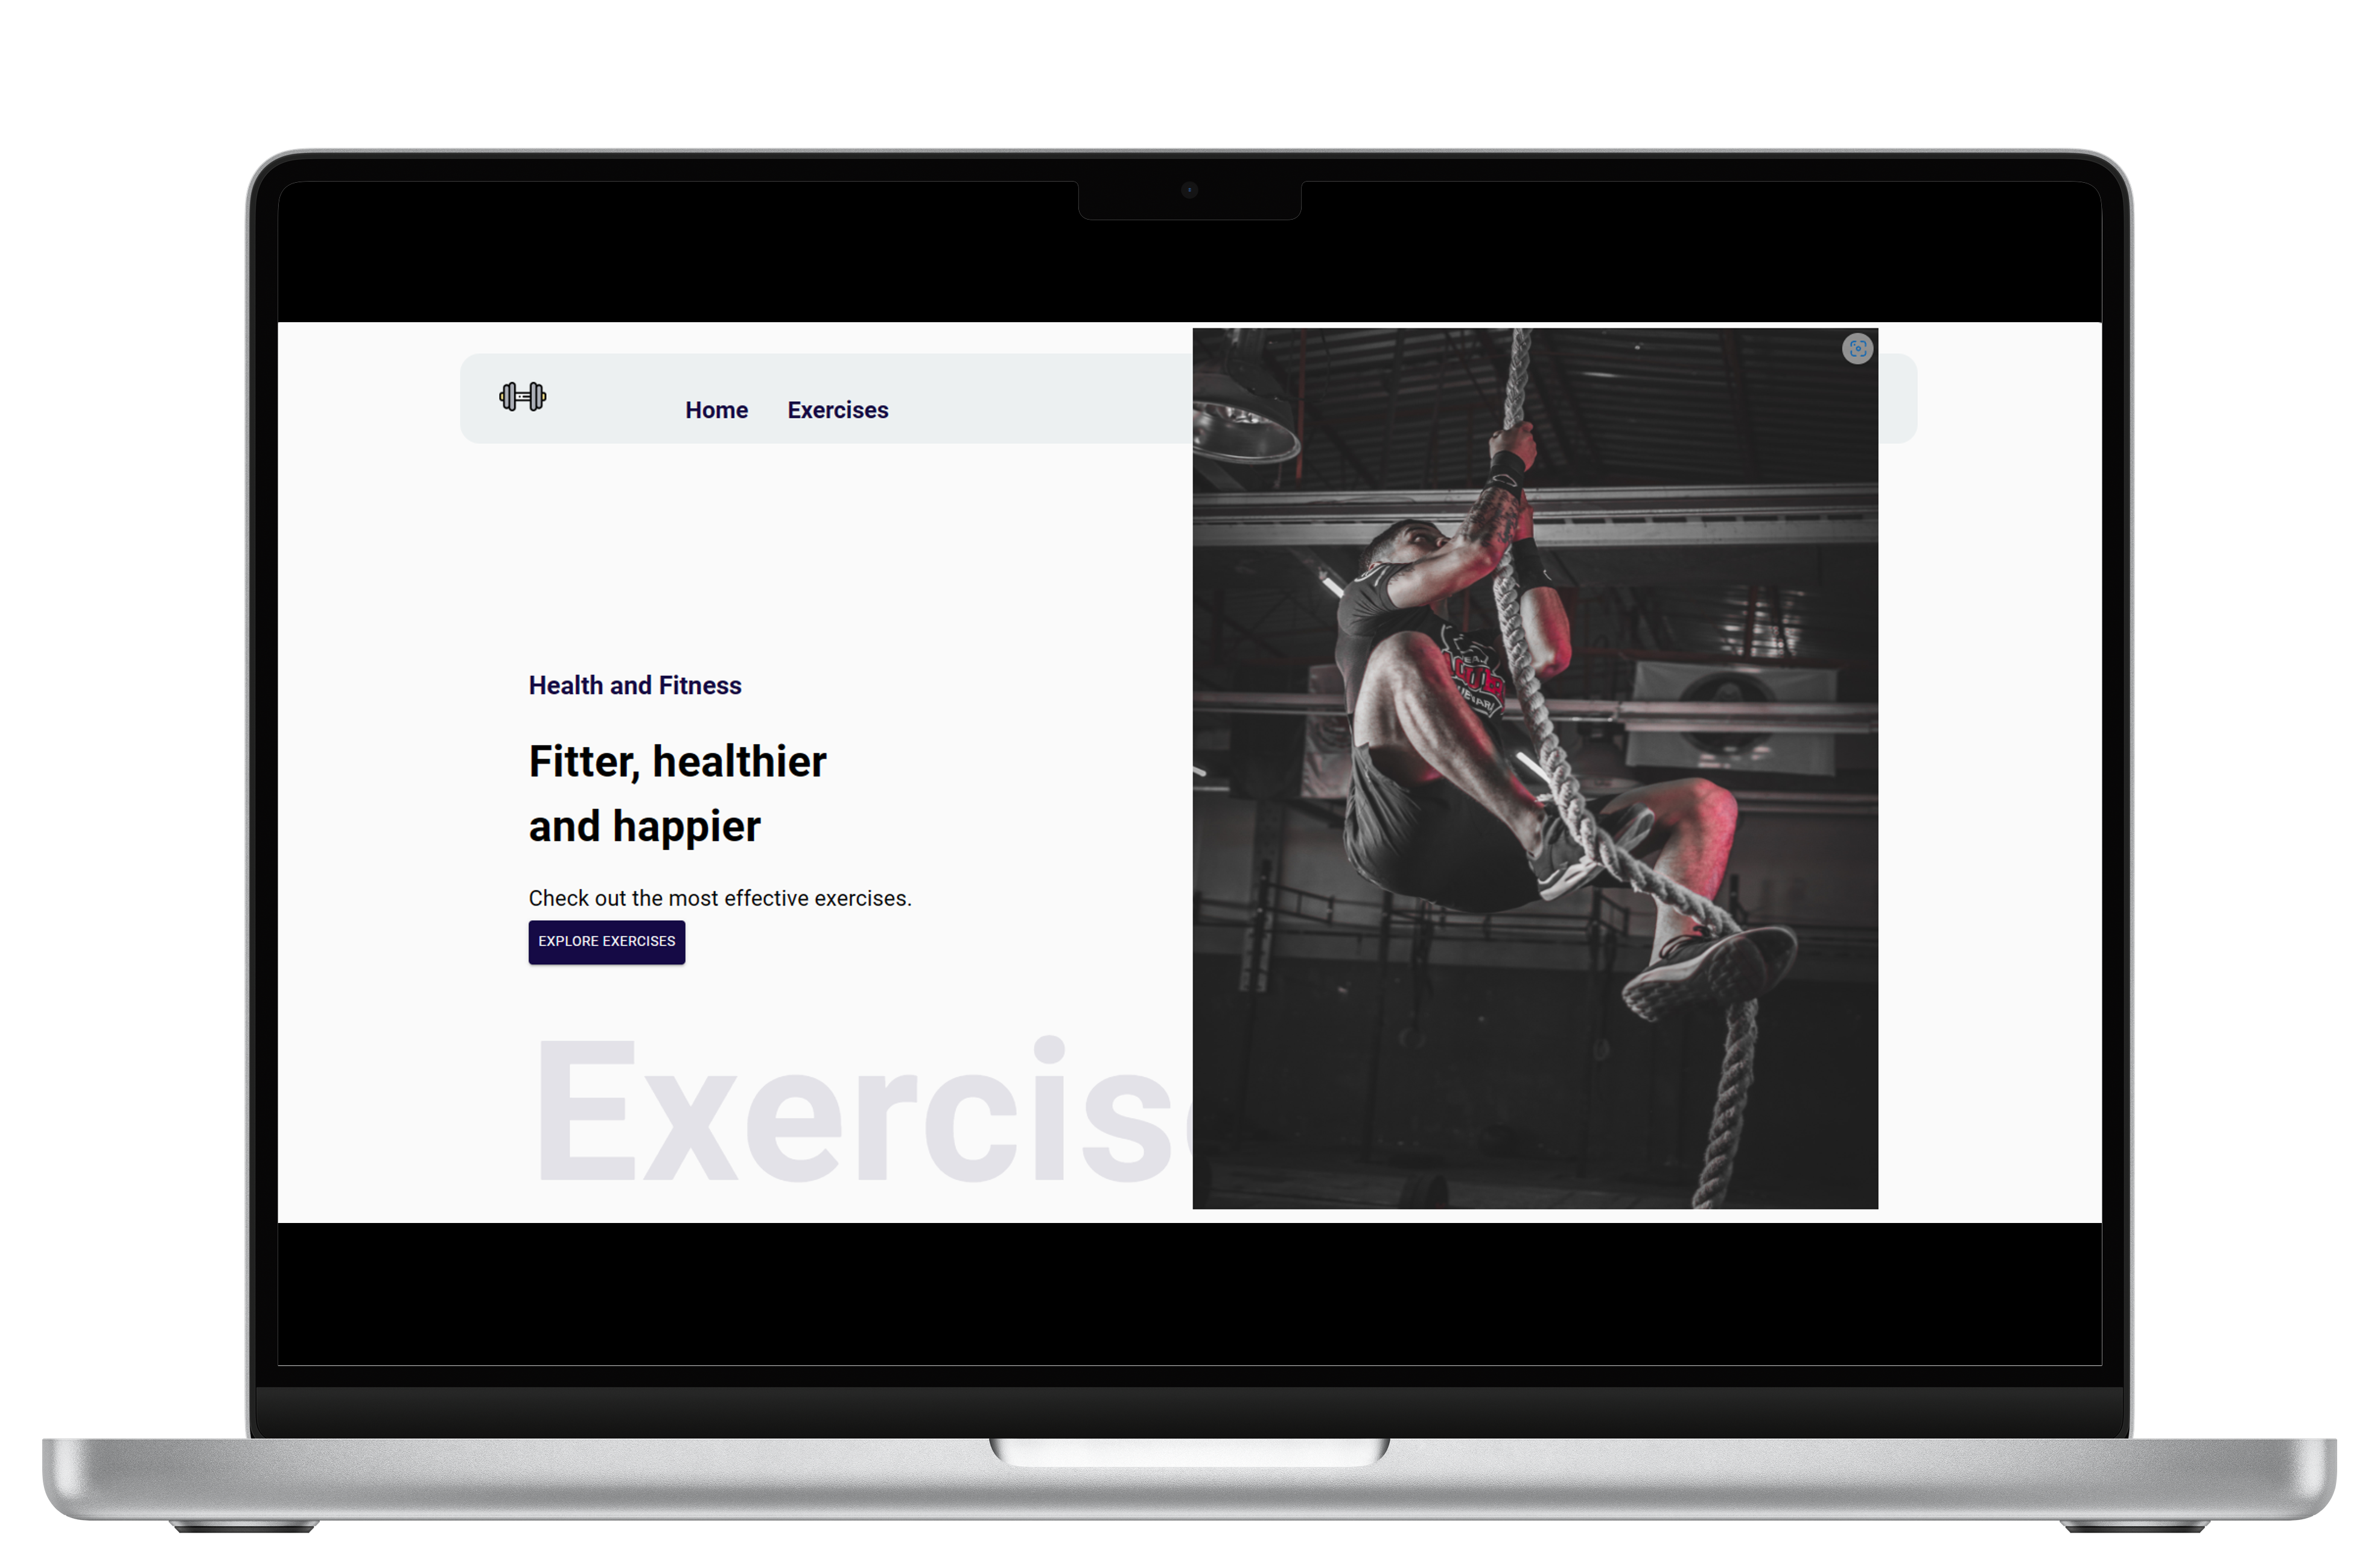 Home Exercises
Health and Fitness
Fitter, healthier
and happier
Check out the most effective exercises.
EXPLORE EXERCISES
Exercis